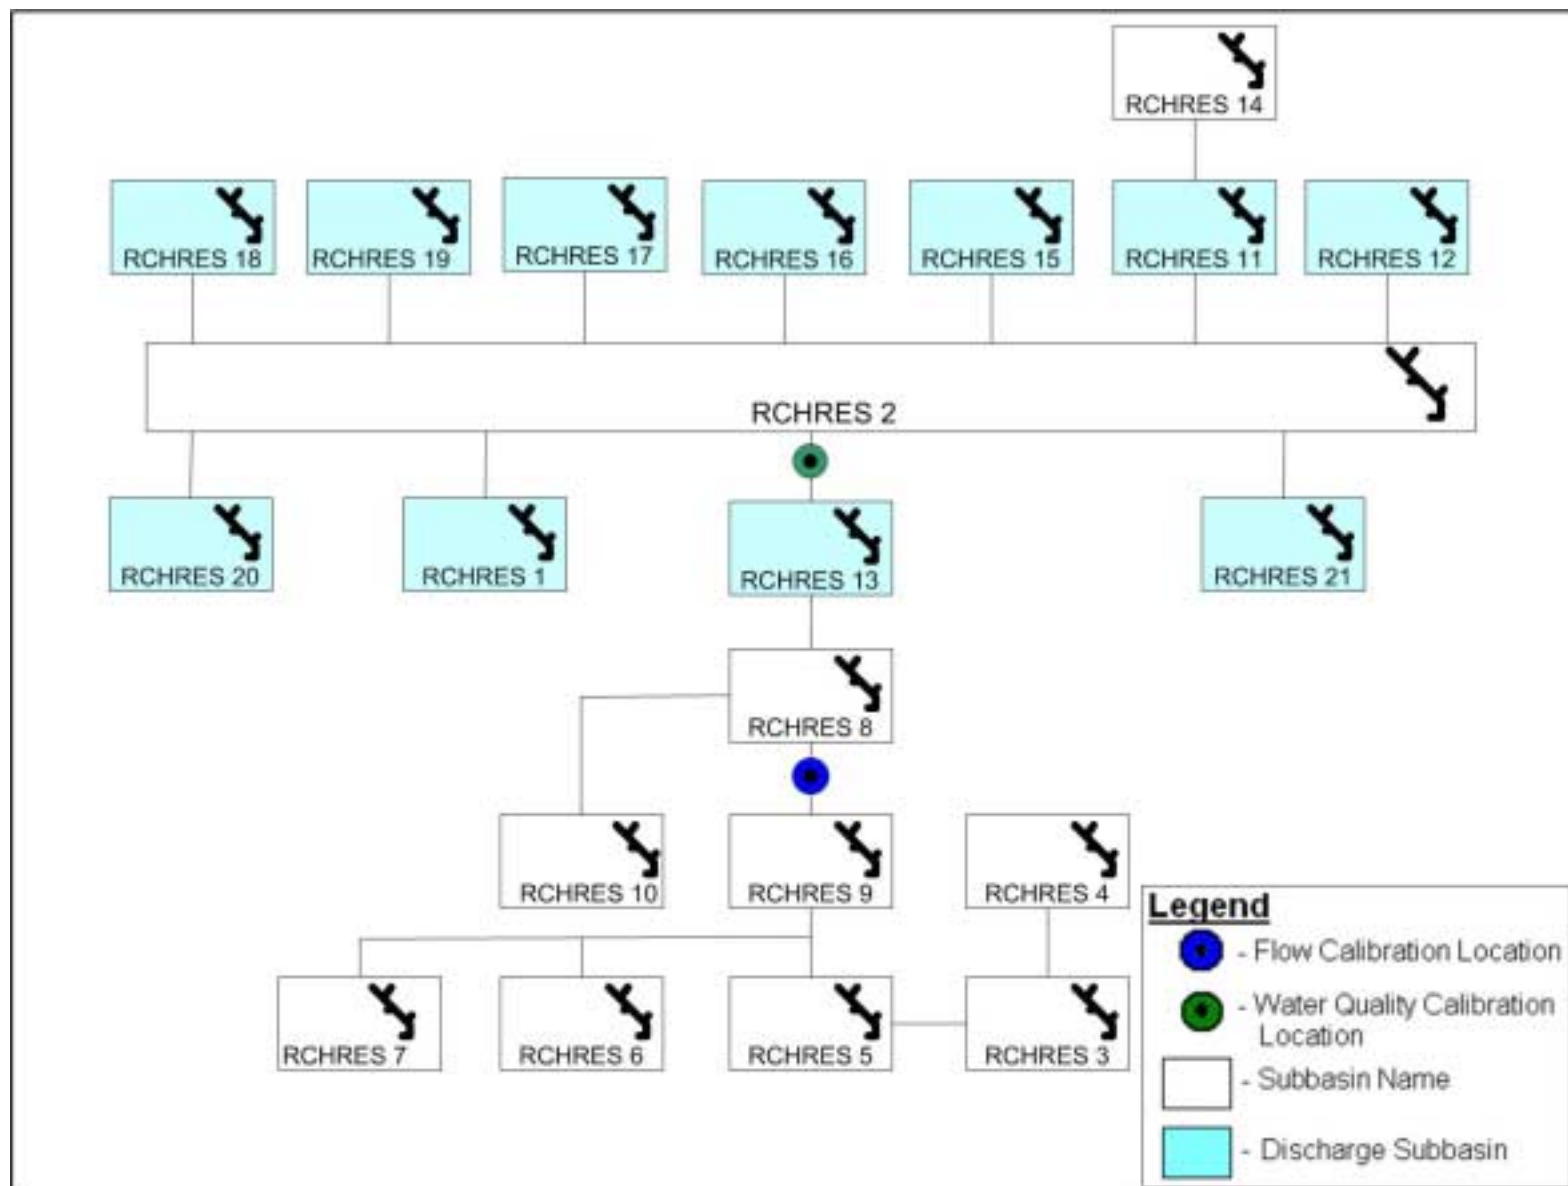 RCHRES 14
RCHRES 18
RCHRES 19
RCHRES 17
RCHRES 16
RCHRES 15
RCHRES 11
RCHRES 12
RCHRES 2
RCHRES 20
RCHRES 1
RCHRES 13
RCHRES 21
RCHRES 8
RCHRES 10
RCHRES 9
RCHRES 4
RCHRES 7
RCHRES 6
RCHRES 5
RCHRES 3
Legend
- Flow Calibration Location
- Water Quality Calibration
Location
- Subbasin Name
- Discharge Subbasin